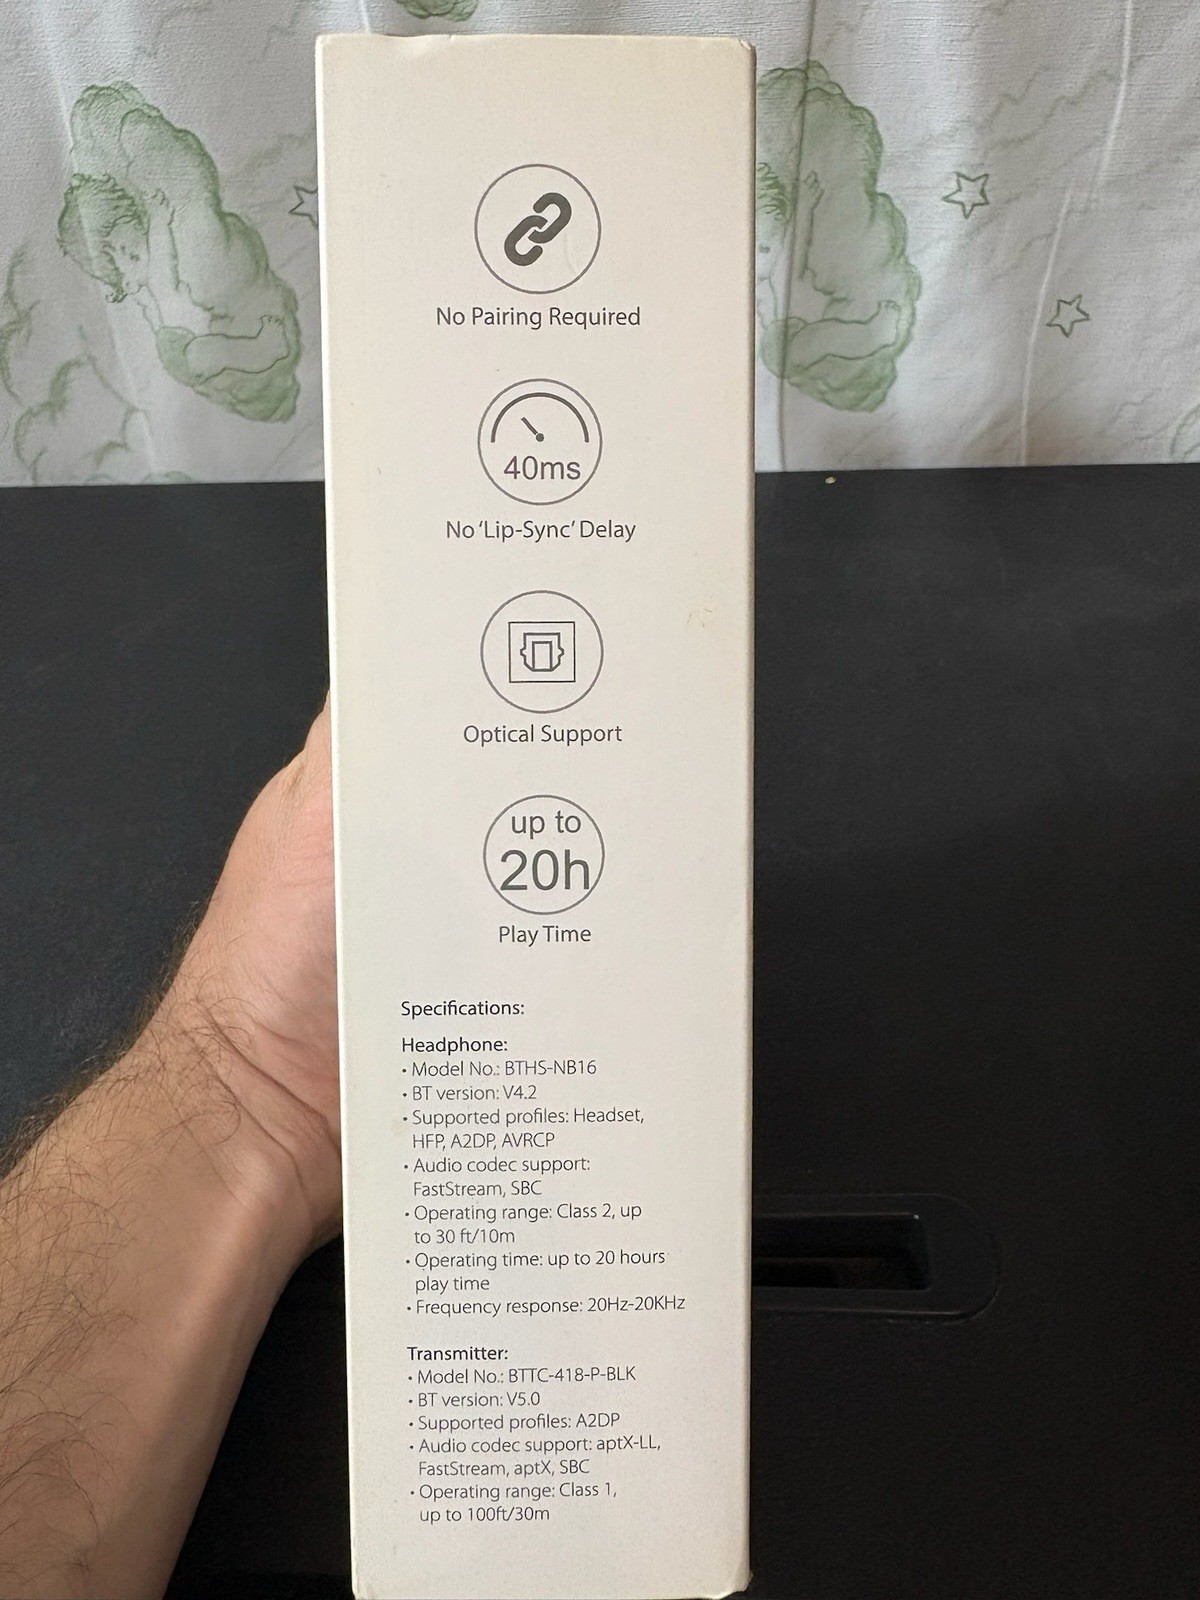 No Pairing Required
40ms
No 'Lip-Sync' Delay
Optical Support
up to
20h
Play Time
Specifications:
Headphone:
• Model No.: BTHS-NB16
• BT version: V4.2
• Supported profiles: Headset,
HFP, A2DP, AVRCP
• Audio codec support:
FastStream, SBC
• Operating range: Class 2, up
to 30 ft/10m
• Operating time: up to 20 hours
play time
• Frequency response: 20Hz-20KHz
Transmitter:
• Model No.: BTTC-418-P-BLK
• BT version: V5.0
• Supported profiles: A2DP
• Audio codec support: aptX-LL,
FastStream, aptX, SBC
• Operating range: Class 1,
up to 100ft/30m